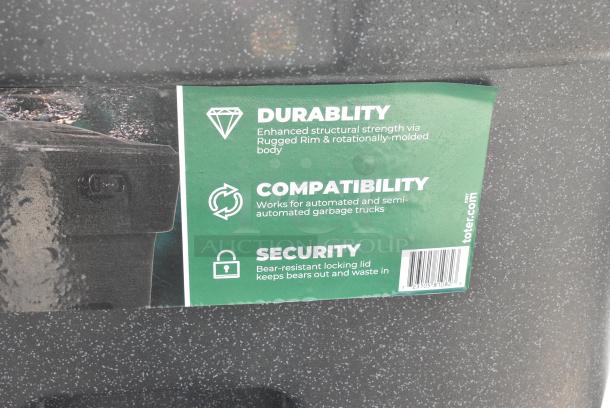 DURABLITY
Enhanced structural strength via
Rugged Rim & rotationally-molded
body
COMPATIBILITY
Works for automated and semi-
automated garbage trucks
SECURITY
Bear-resistant locking lid
keeps bears out and waste in
toter.com